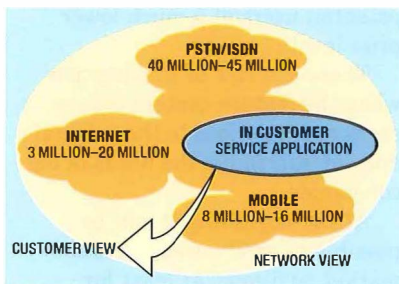 PSTN/ISDN
40 MILLION–45 MILLION
INTERNET
3 MILLION–20 MILLION
IN CUSTOMER
SERVICE APPLICATION
MOBILE
8 MILLION–16 MILLION
CUSTOMER VIEW
NETWORK VIEW